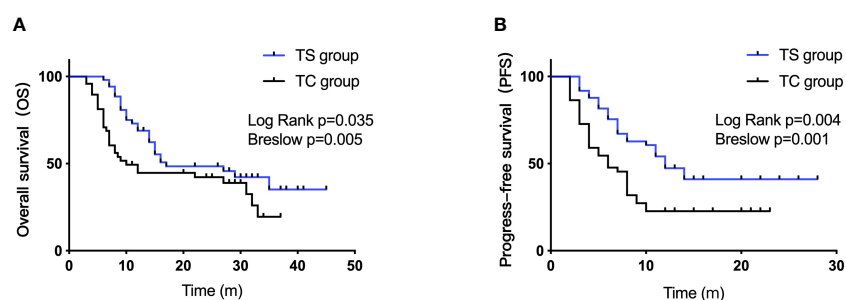 A
TS group
TC group
Log Rank p=0.035
Breslow p=0.005
Overall survival (OS)
100
50
0
0 10 20 30 40 50
Time (m)
B
TS group
TC group
Log Rank p=0.004
Breslow p=0.001
Progress-free survival (PFS)
100
50
0
0 10 20 30
Time (m)